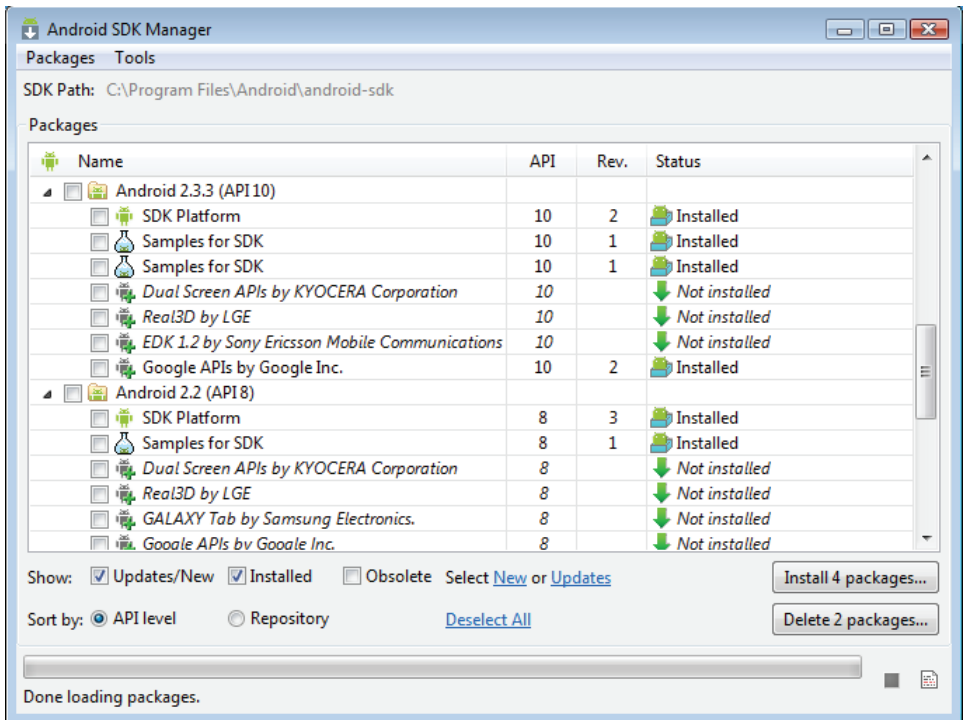 Android SDK Manager
Packages Tools
SDK Path: C:\Program Files\Android\android-sdk
Packages
Name API Rev. Status
Android 2.3.3 (API 10)
SDK Platform 10 2 Installed
Samples for SDK 10 1 Installed
Samples for SDK 10 1 Installed
Dual Screen APIs by KYOCERA Corporation 10 Not installed
Real3D by LGE 10 Not installed
EDK 1.2 by Sony Ericsson Mobile Communications 10 Not installed
Google APIs by Google Inc. 10 2 Installed
Android 2.2 (API 8)
SDK Platform 8 3 Installed
Samples for SDK 8 1 Installed
Dual Screen APIs by KYOCERA Corporation 8 Not installed
Real3D by LGE 8 Not installed
GALAXY Tab by Samsung Electronics. 8 Not installed
Google APIs by Google Inc. 8 Not installed
Show: Updates/New Installed Obsolete Select New or Updates Install 4 packages...
Sort by: API level Repository Deselect All Delete 2 packages...
Done loading packages.